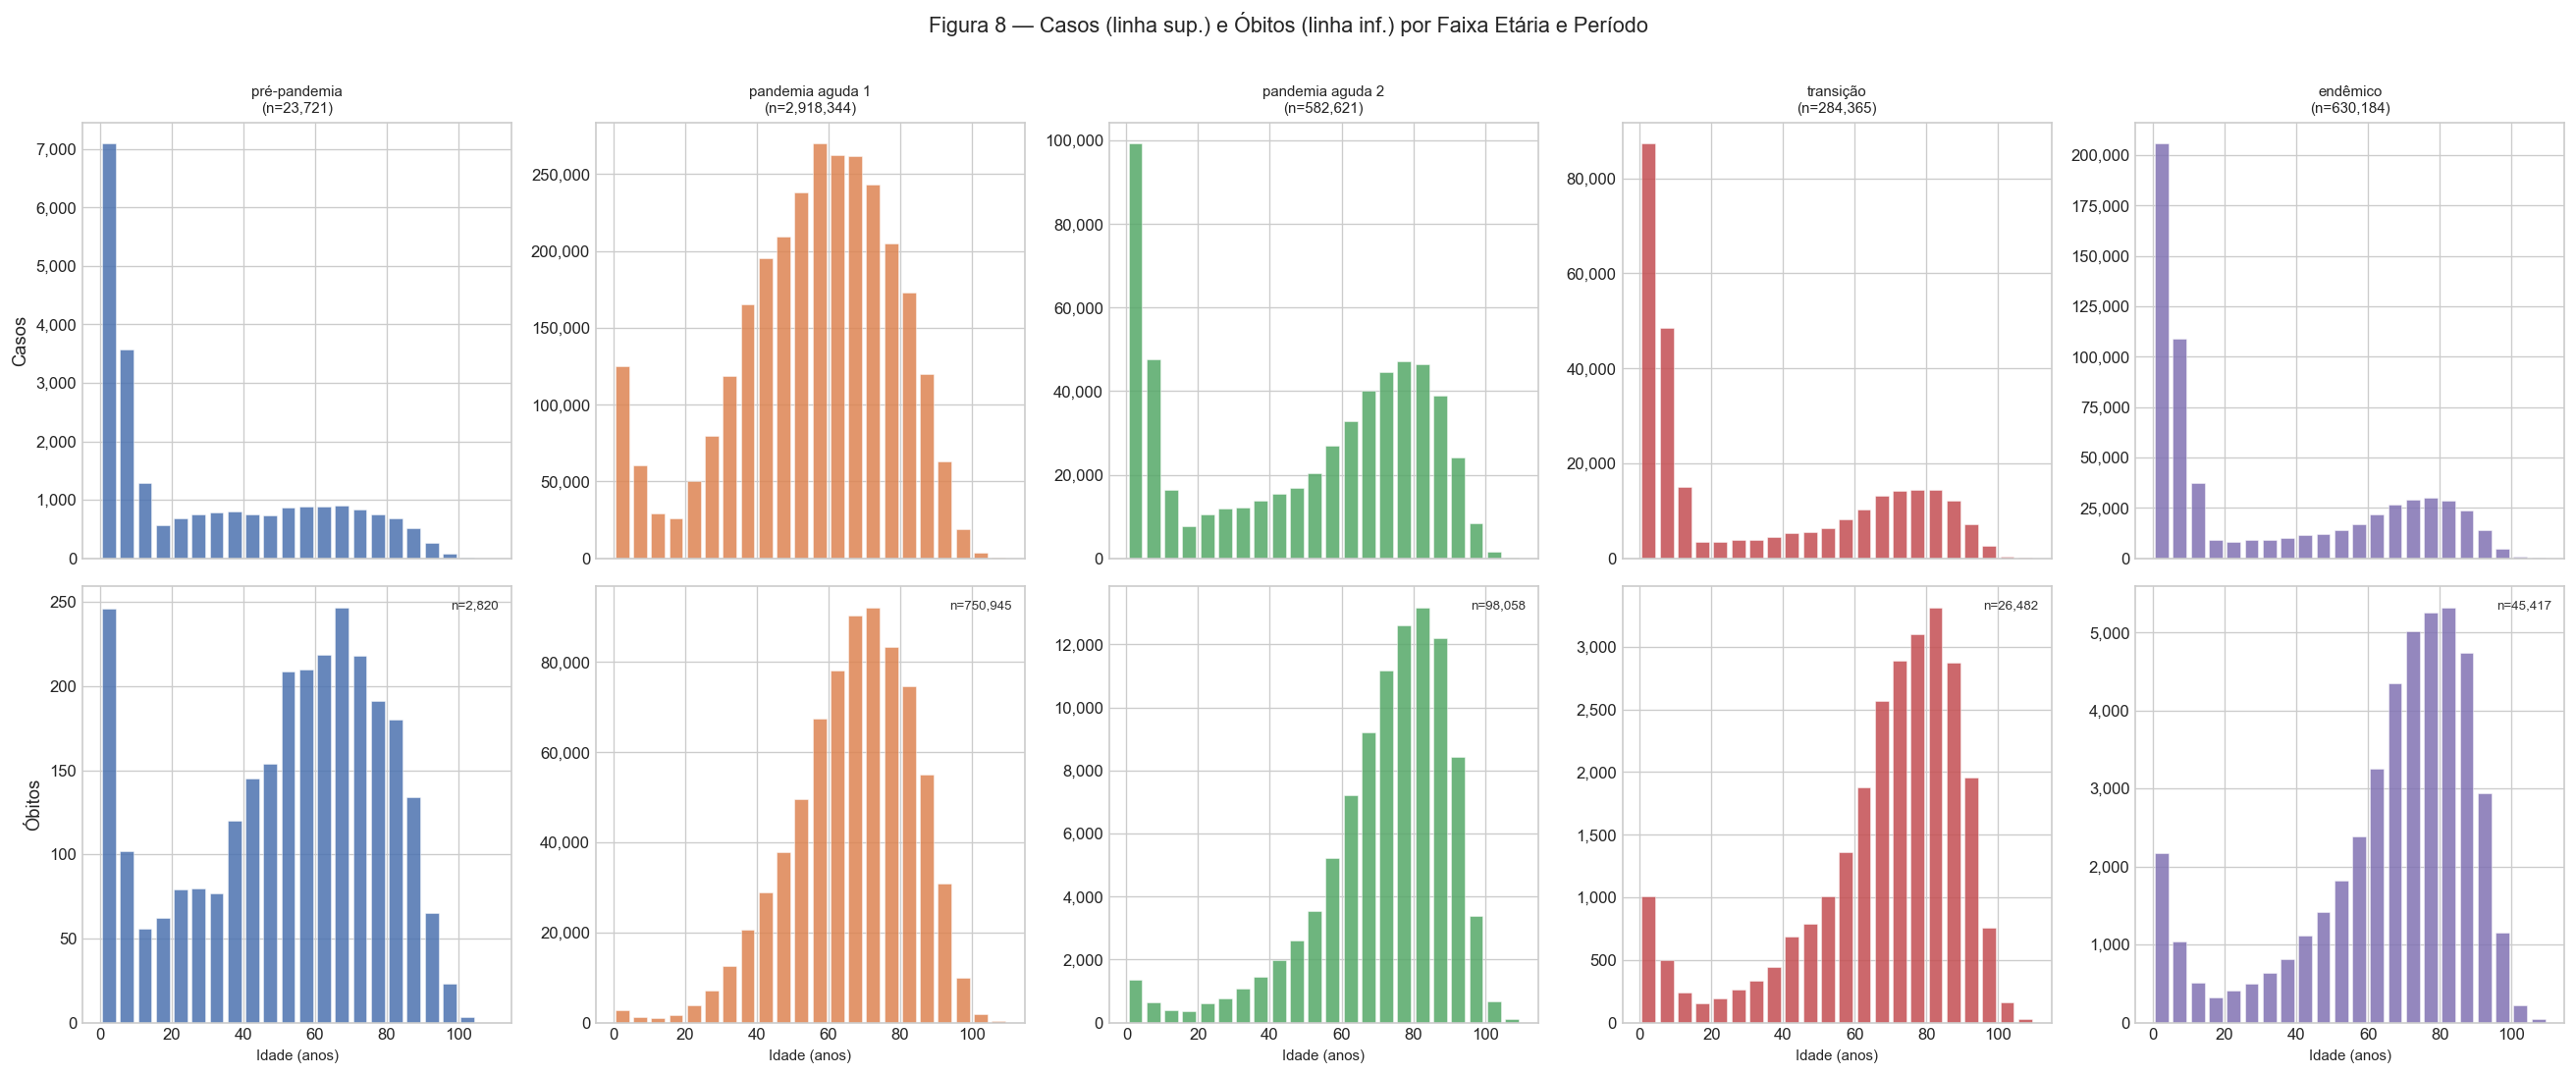 Figura 8 — Casos (linha sup.) e Óbitos (linha inf.) por Faixa Etária e Período
pré-pandemia
(n=23,721)
pandemia aguda 1
(n=2,918,344)
pandemia aguda 2
(n=582,621)
transição
(n=284,365)
endêmico
(n=630,184)
Casos
7,000
6,000
5,000
4,000
3,000
2,000
1,000
0
250,000
200,000
150,000
100,000
50,000
0
100,000
80,000
60,000
40,000
20,000
0
80,000
60,000
40,000
20,000
0
200,000
175,000
150,000
125,000
100,000
75,000
50,000
25,000
0
Óbitos
250
200
150
100
50
0
n=2,820
0 20 40 60 80 100
Idade (anos)
80,000
60,000
40,000
20,000
0
n=750,945
0 20 40 60 80 100
Idade (anos)
12,000
10,000
8,000
6,000
4,000
2,000
0
n=98,058
0 20 40 60 80 100
Idade (anos)
3,000
2,500
2,000
1,500
1,000
500
0
n=26,482
0 20 40 60 80 100
Idade (anos)
5,000
4,000
3,000
2,000
1,000
0
n=45,417
0 20 40 60 80 100
Idade (anos)